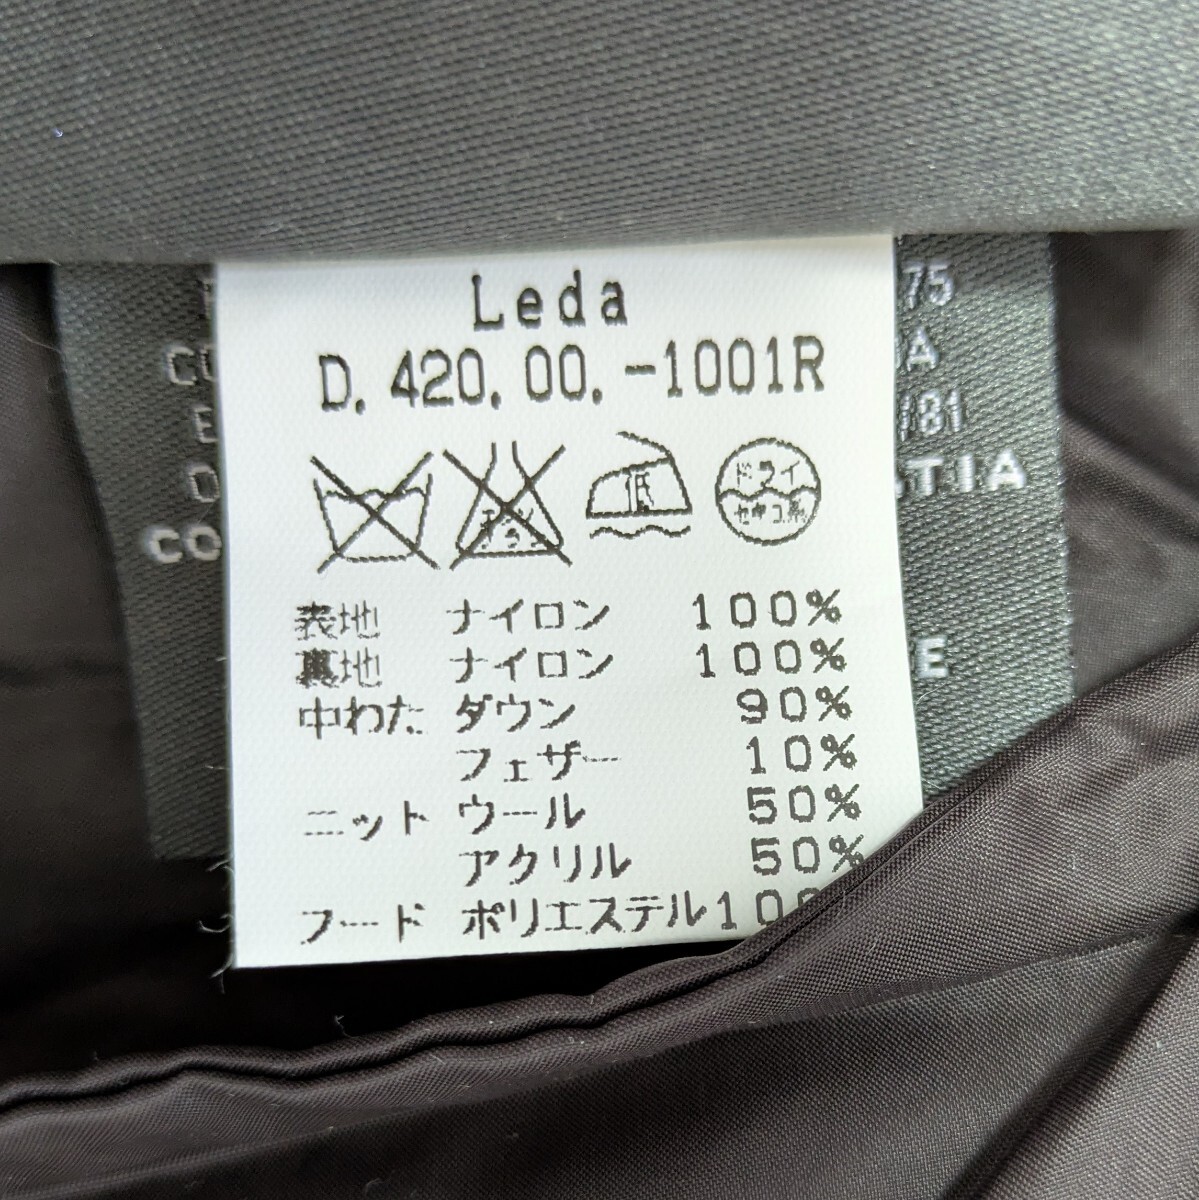 Leda
D.420.00.-1001R
ドライ
セキユ系
表地 ナイロン 100%
裏地 ナイロン 100%
中わた ダウン 90%
フェザー 10%
ニット ウール 50%
アクリル 50%
フード ポリエステル
75
81
E